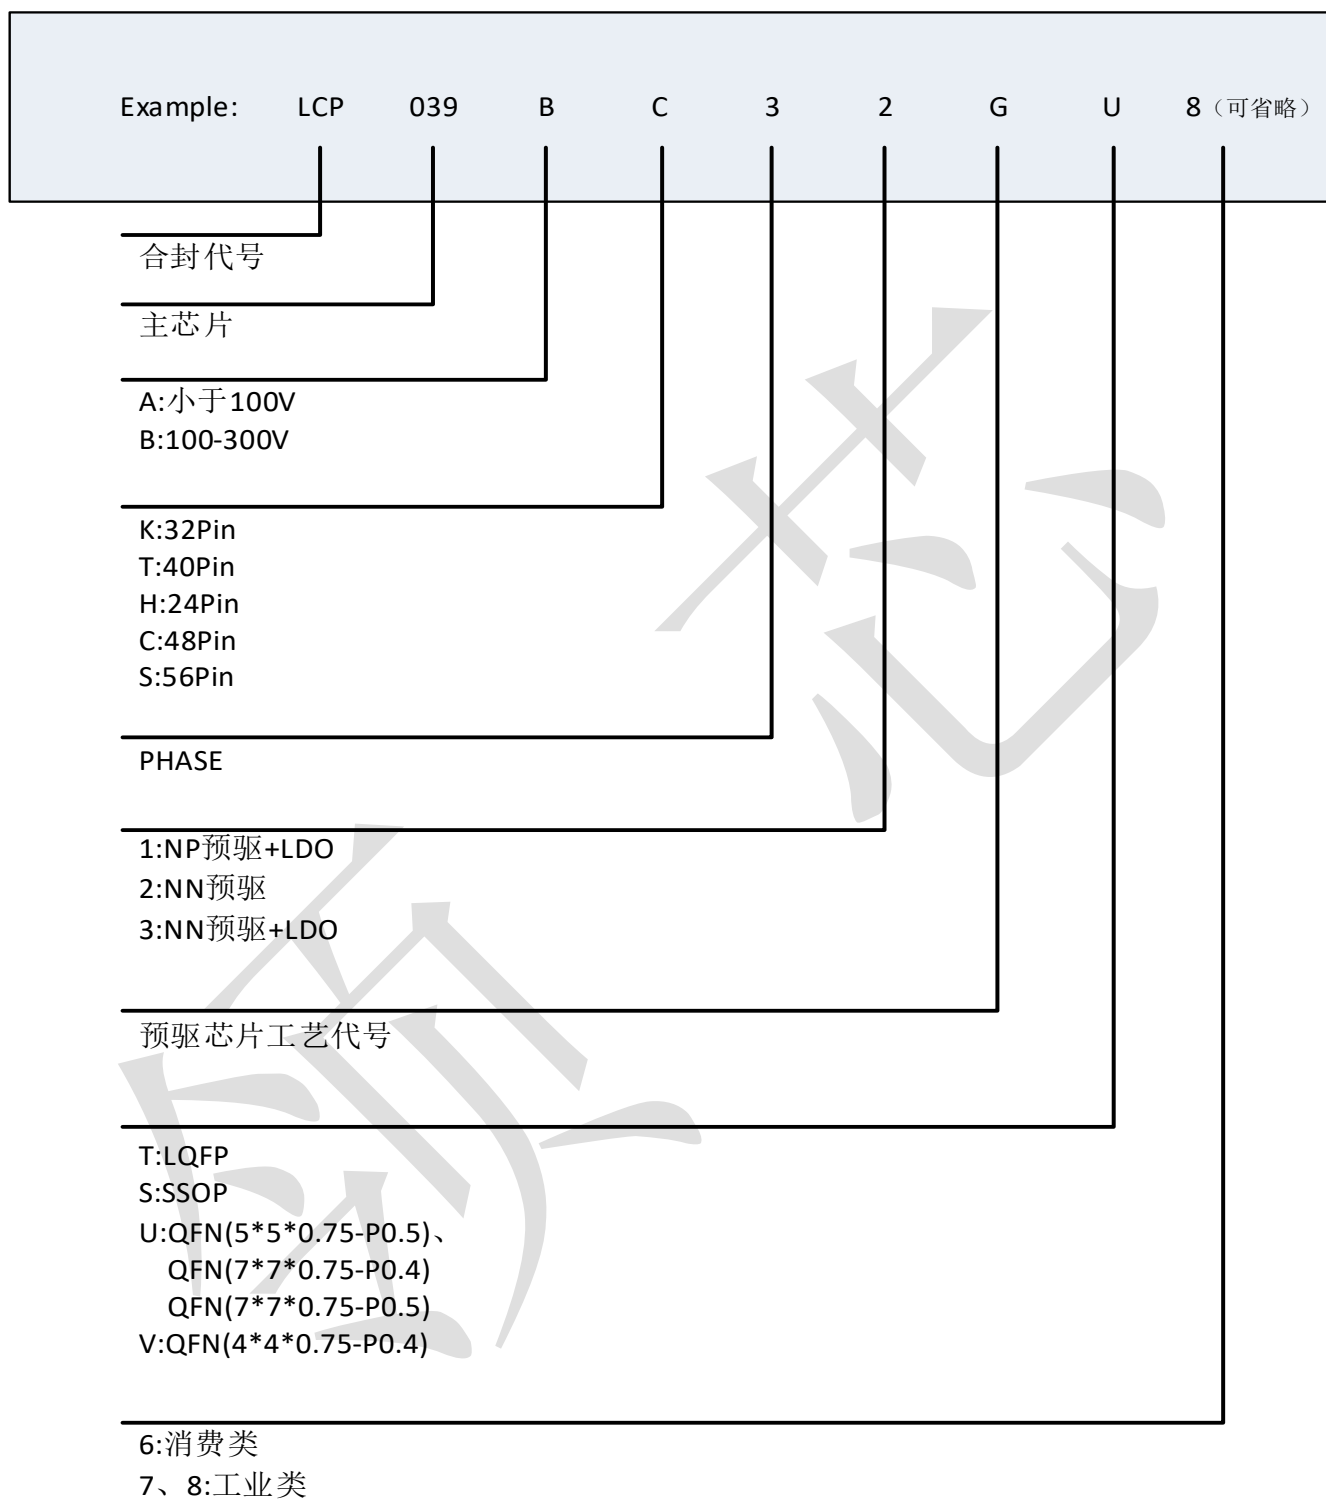 Example: LCP 039 B C 3 2 G U 8（可省略）
合封代号
主芯片
A:小于100V
B:100-300V
K:32Pin
T:40Pin
H:24Pin
C:48Pin
S:56Pin
PHASE
1:NP预驱+LDO
2:NN预驱
3:NN预驱+LDO
预驱芯片工艺代号
T:LQFP
S:SSOP
U:QFN(5*5*0.75-P0.5)、
QFN(7*7*0.75-P0.4)
QFN(7*7*0.75-P0.5)
V:QFN(4*4*0.75-P0.4)
6:消费类
7、8:工业类
领芯